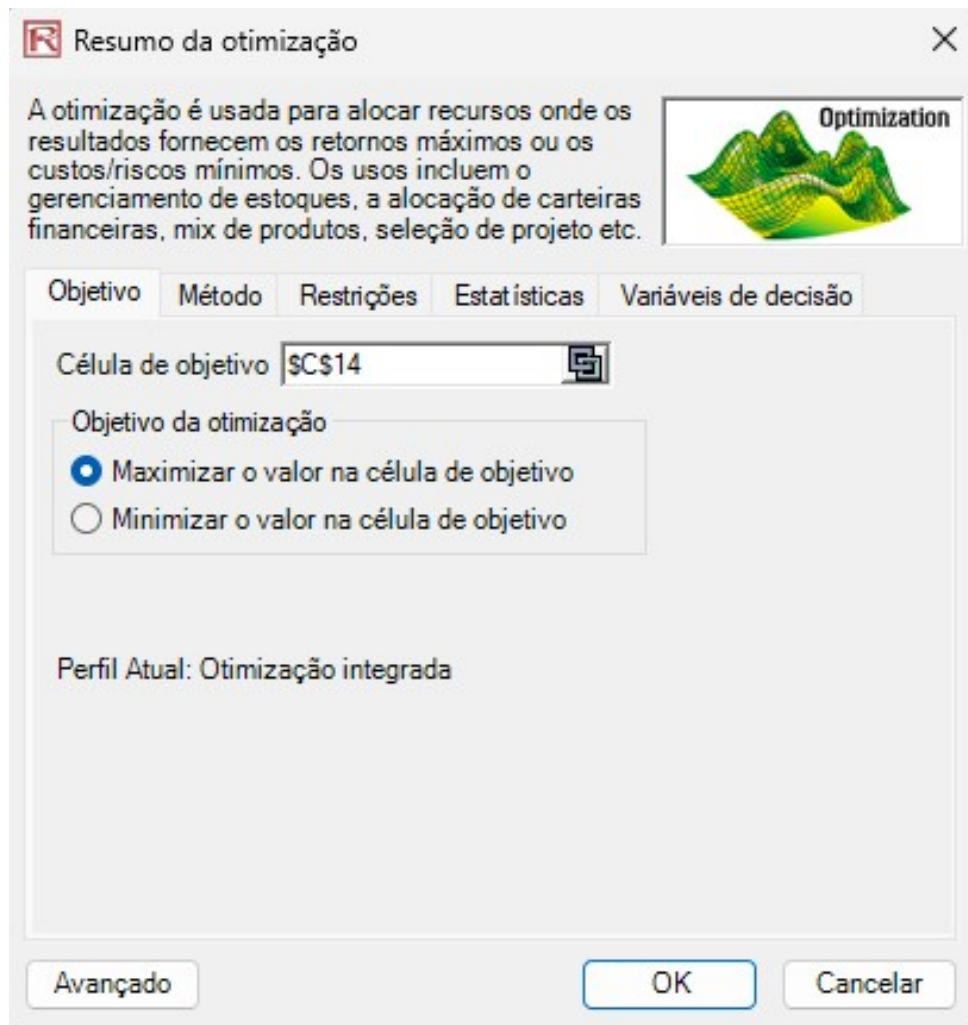 Resumo da otimização
A otimização é usada para alocar recursos onde os
resultados fornecem os retornos máximos ou os
custos/riscos mínimos. Os usos incluem o
gerenciamento de estoques, a alocação de carteiras
financeiras, mix de produtos, seleção de projeto etc.
Optimization
Objetivo Método Restrições Estatísticas Variáveis de decisão
Célula de objetivo $C$14
Objetivo da otimização
Maximizar o valor na célula de objetivo
Minimizar o valor na célula de objetivo
Perfil Atual: Otimização integrada
Avançado OK Cancelar